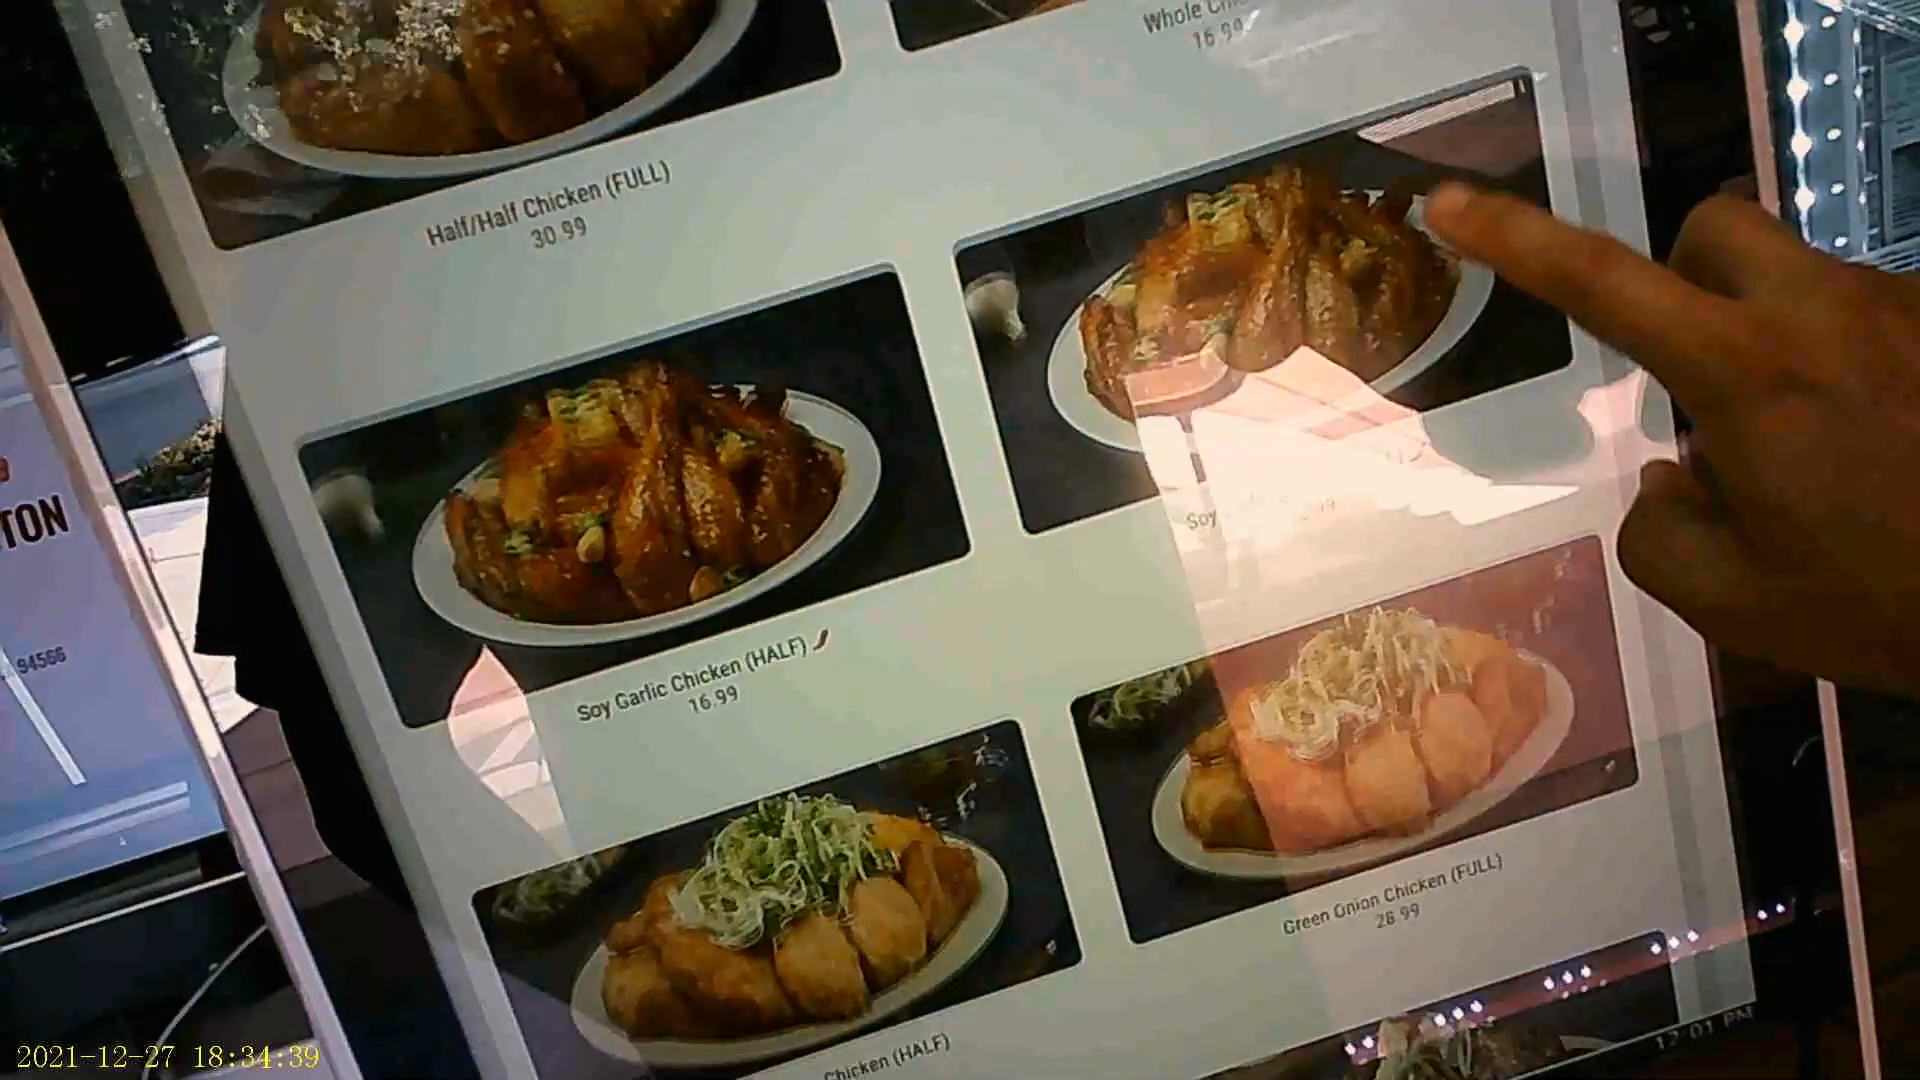 Whole
16.99
Half/Half Chicken (FULL)
30.99
Soy
Soy Garlic Chicken (HALF)
16.99
Green Onion Chicken (FULL)
28.99
Chicken (HALF)
12:01 PM
TON
94566
2021-12-27 18:34:39